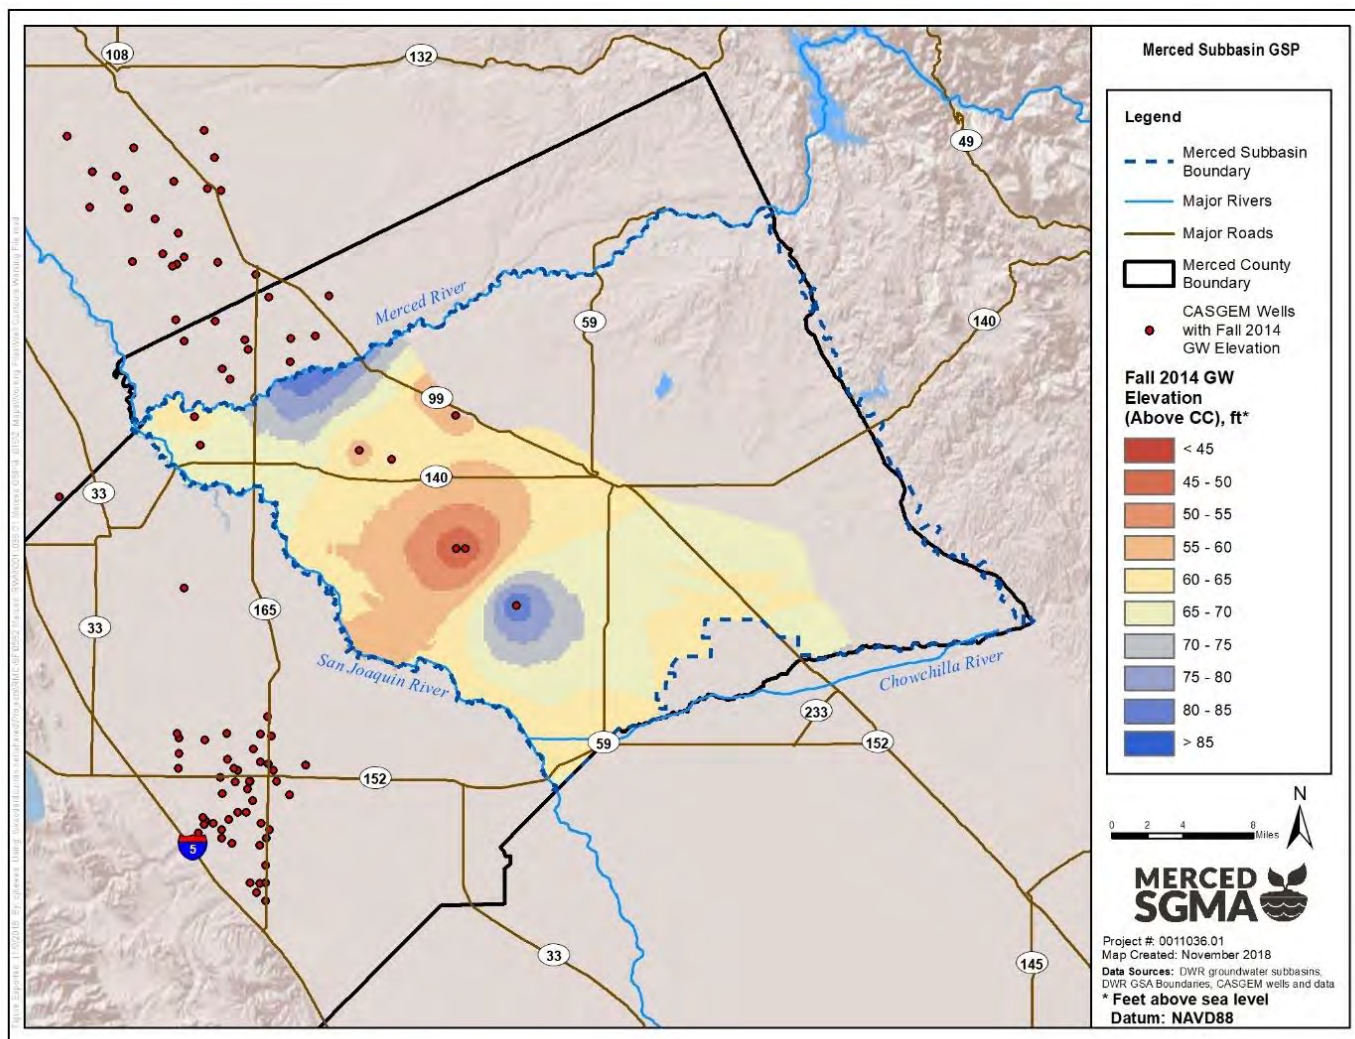 Merced Subbasin GSP
Legend
Merced Subbasin
Boundary
Major Rivers
Major Roads
Merced County
Boundary
CASGEM Wells
with Fall 2014
GW Elevation
Fall 2014 GW
Elevation
(Above CC), ft*
< 45
45 - 50
50 - 55
55 - 60
60 - 65
65 - 70
70 - 75
75 - 80
80 - 85
> 85
N
0 2 4 8
Miles
MERCED
SGMA
Project #: 0011036.01
Map Created: November 2018
Data Sources: DWR groundwater subbasins,
DWR GSA Boundaries, CASGEM wells and data
* Feet above sea level
Datum: NAVD88
108
132
49
Merced River
59
140
99
140
33
165
33
San Joaquin River
Chowchilla River
233
59
152
152
5
33
145